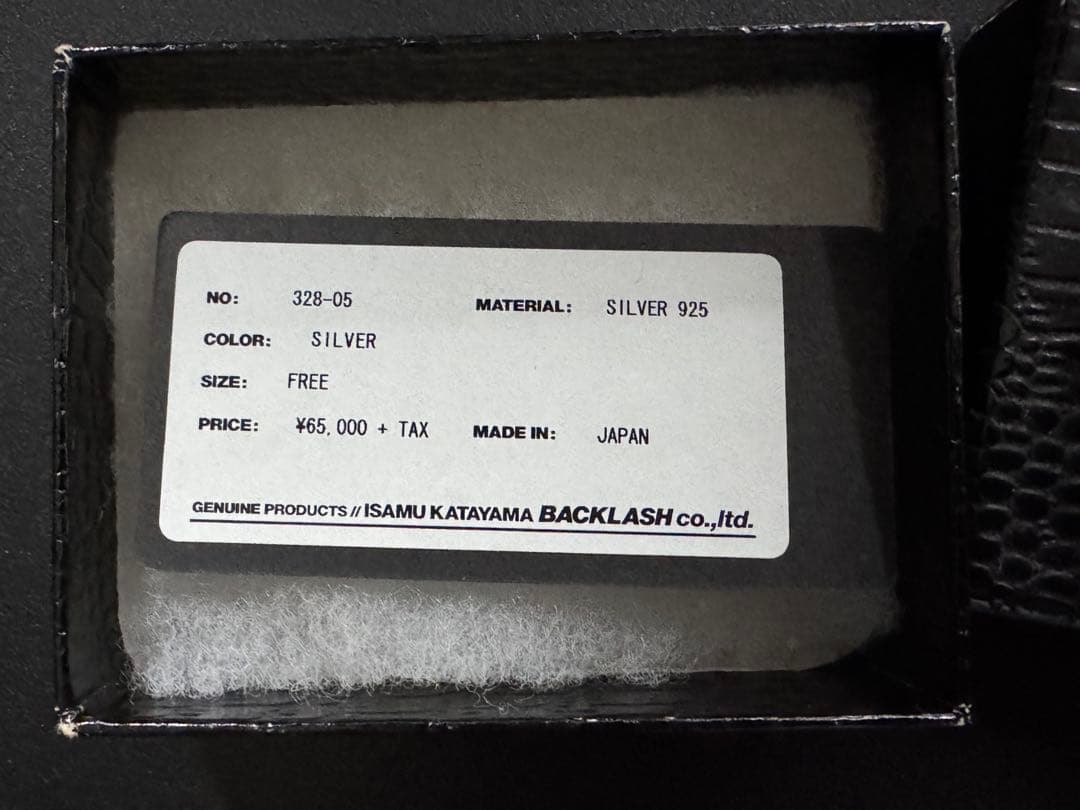 NO: 328-05 MATERIAL: SILVER 925
COLOR: SILVER
SIZE: FREE
PRICE: ¥65,000 + TAX MADE IN: JAPAN
GENUINE PRODUCTS // ISAMU KATAYAMA BACKLASH co.,ltd.